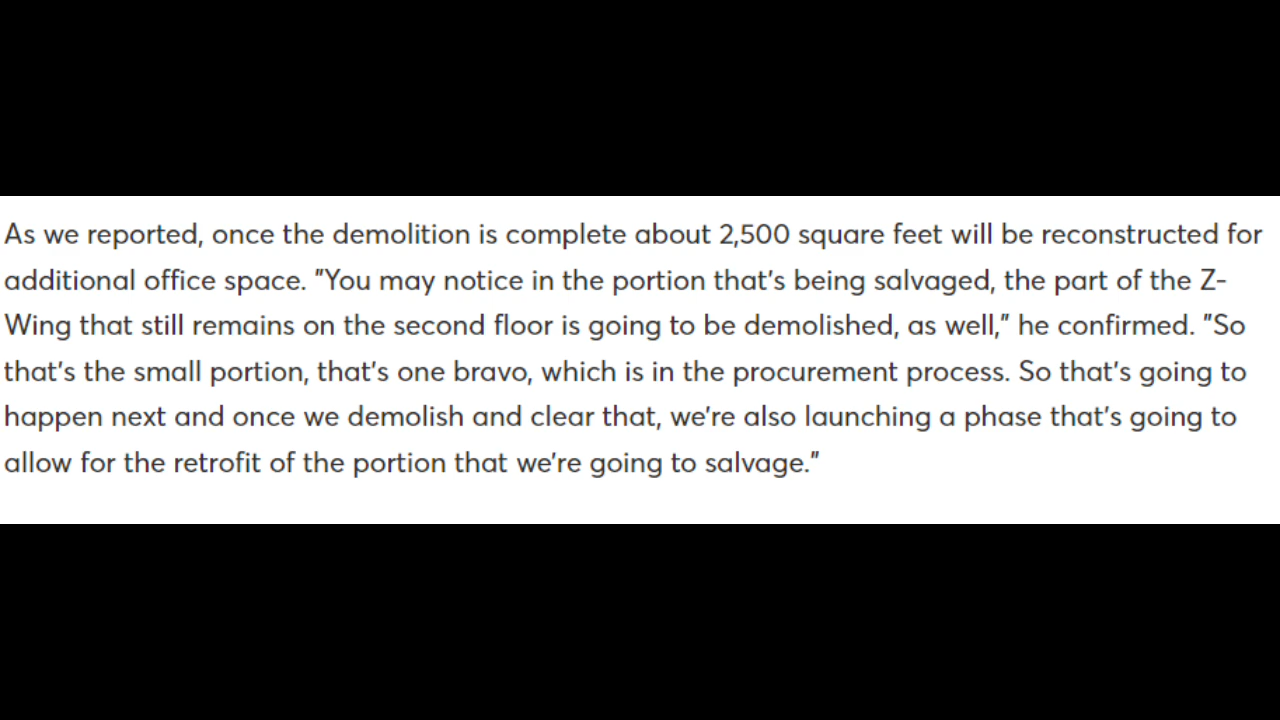 As we reported, once the demolition is complete about 2,500 square feet will be reconstructed for
additional office space. "You may notice in the portion that's being salvaged, the part of the Z-
Wing that still remains on the second floor is going to be demolished, as well," he confirmed. "So
that's the small portion, that's one bravo, which is in the procurement process. So that's going to
happen next and once we demolish and clear that, we're also launching a phase that's going to
allow for the retrofit of the portion that we're going to salvage."